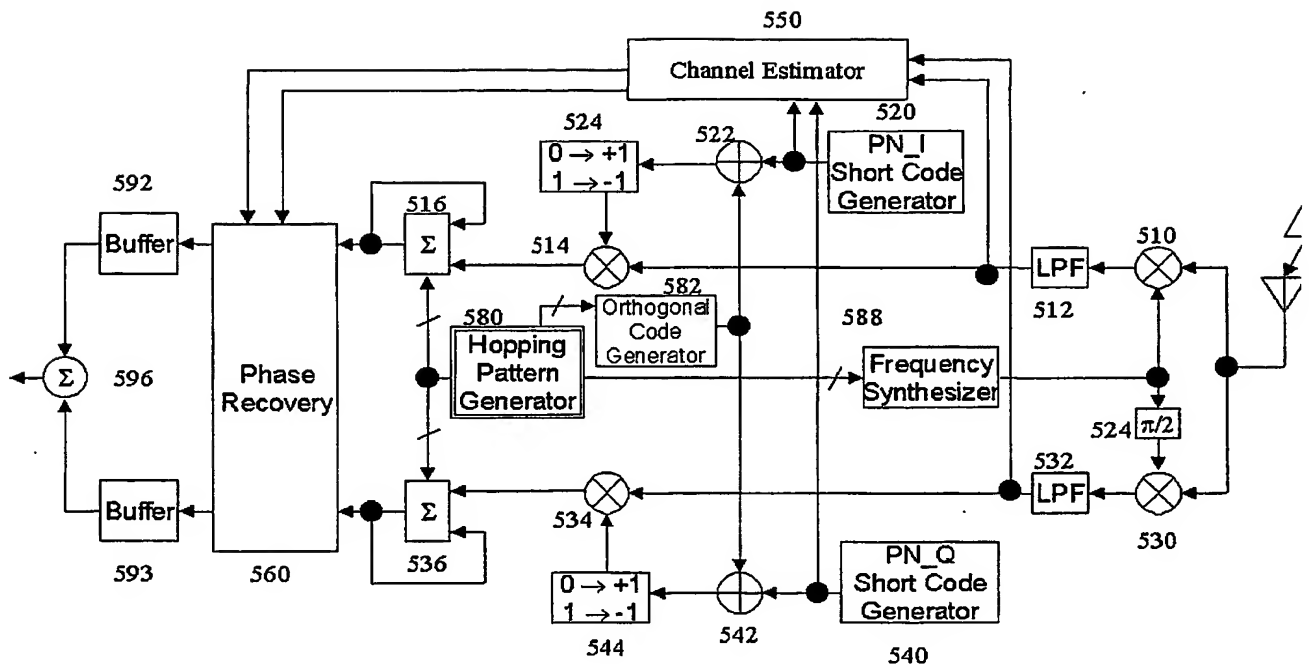 550
Channel Estimator
520
524
0 → +1
1 → -1
522
PN_I
Short Code
Generator
592
Buffer
516
Σ
514
510
LPF
512
582
580
Orthogonal
Code
Generator
588
Hopping
Pattern
Generator
Frequency
Synthesizer
Σ
596
Phase
Recovery
524
π/2
532
LPF
530
Buffer
593
560
Σ
536
534
0 → +1
1 → -1
544
542
PN_Q
Short Code
Generator
540